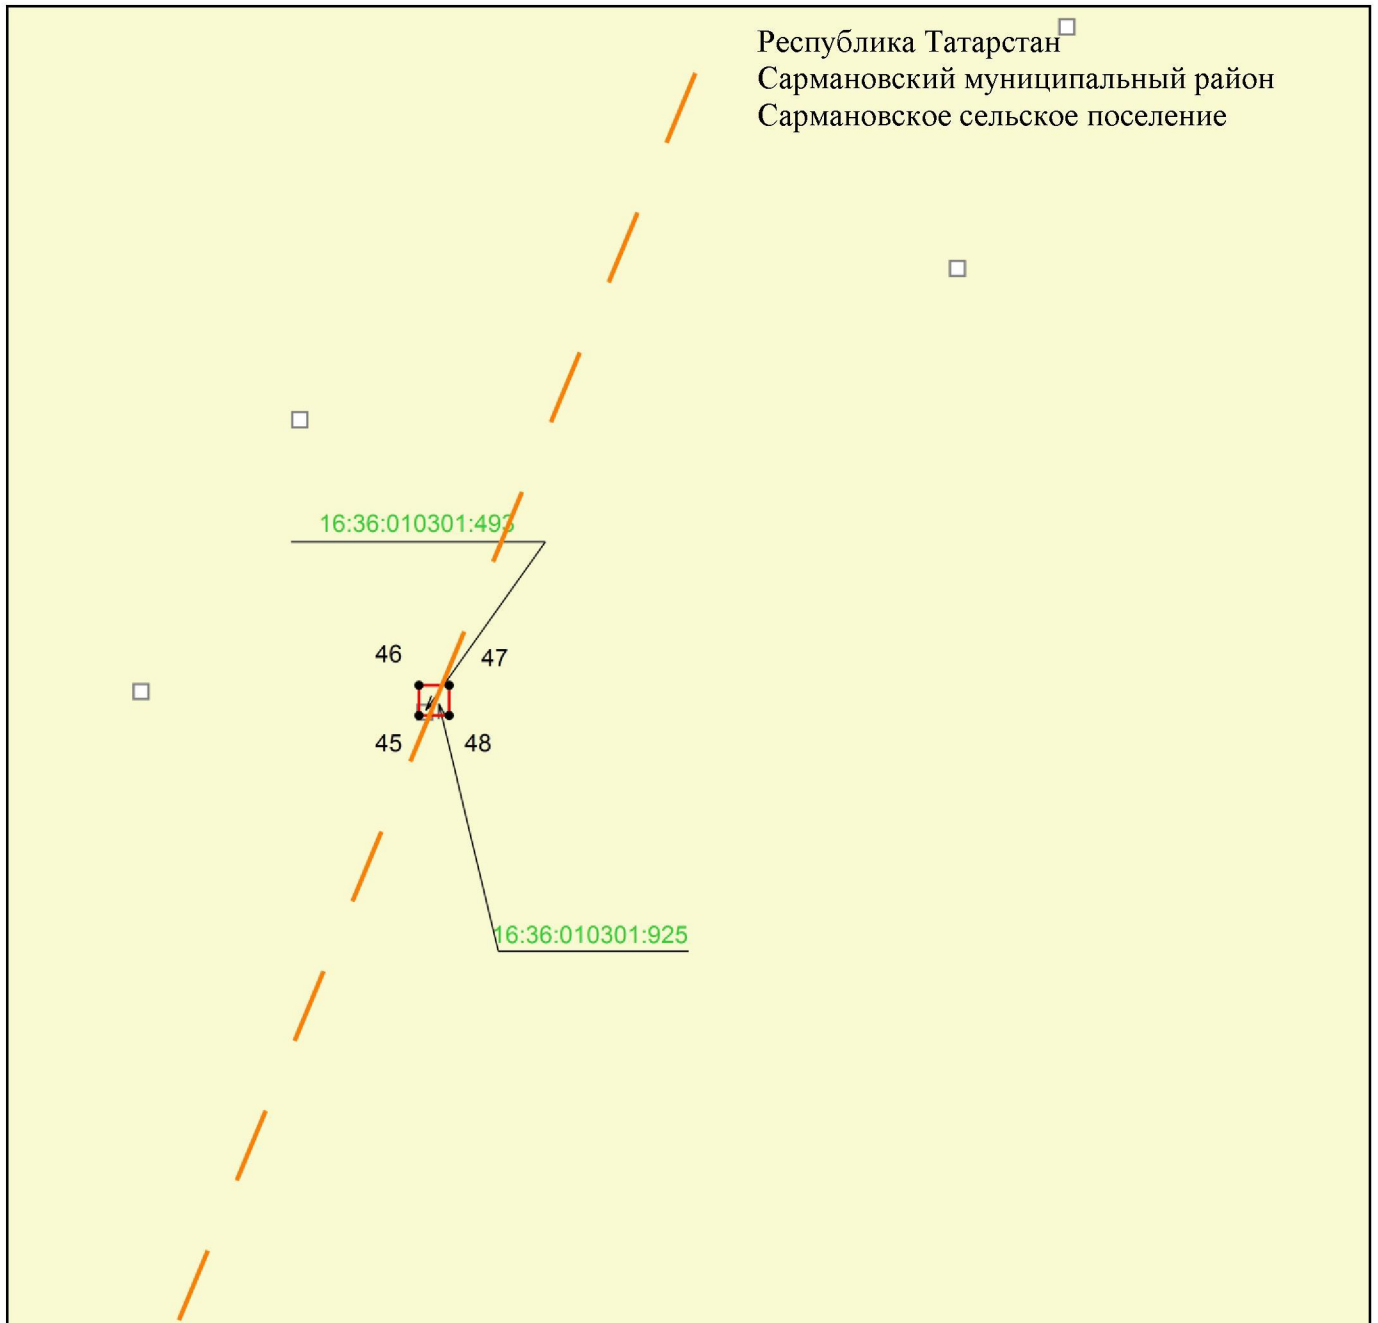 Республика Татарстан
Сармановский муниципальный район
Сармановское сельское поселение
16:36:010301:493
46
47
45
48
16:36:010301:925